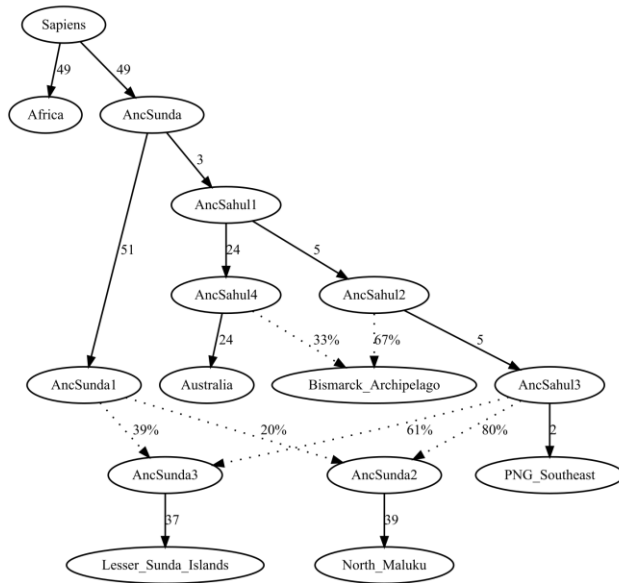 Sapiens
49
49
Africa
AncSunda
3
AncSahul1
51
24
5
AncSahul4
AncSahul2
24
33%
67%
5
AncSunda1
Australia
Bismarck_Archipelago
AncSahul3
39%
20%
61%
80%
2
AncSunda3
AncSunda2
PNG_Southeast
37
39
Lesser_Sunda_Islands
North_Maluku